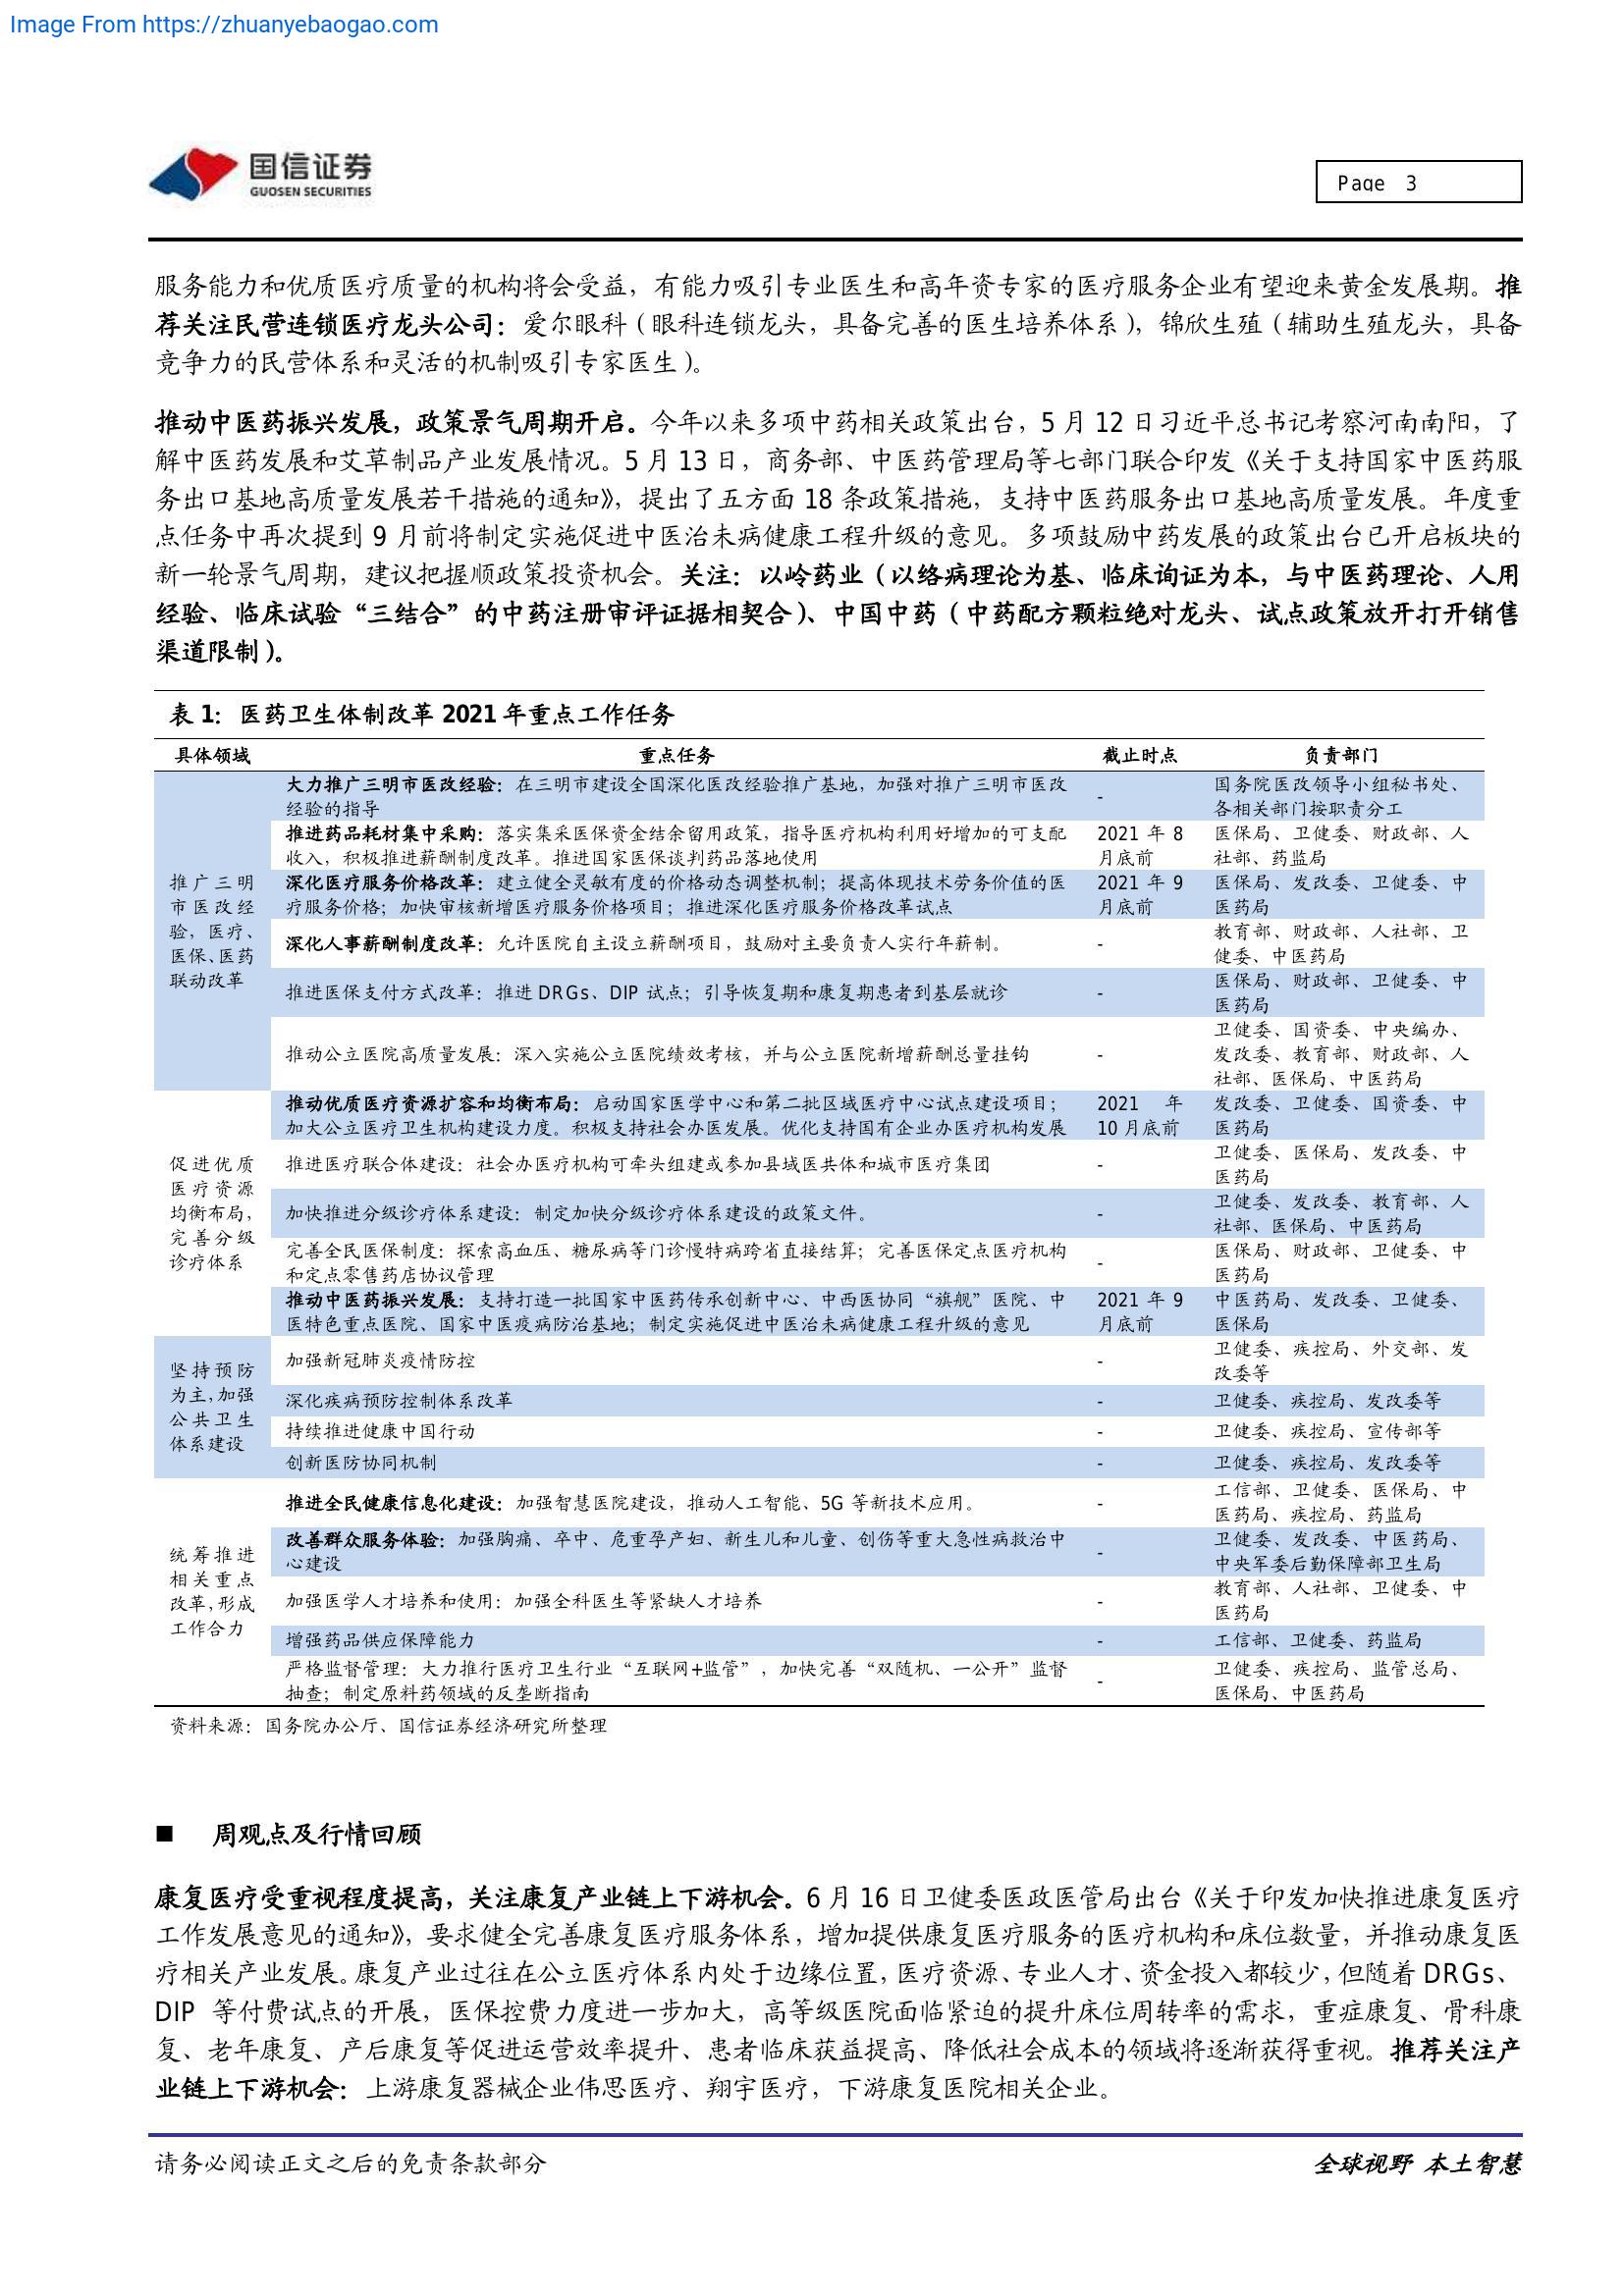 Image From https://zhuanyebaogao.com
国信证券
GUOSEN SECURITIES
Page 3
服务能力和优质医疗质量的机构将会受益，有能力吸引专业医生和高年资专家的医疗服务企业有望迎来黄金发展期。推
荐关注民营连锁医疗龙头公司：爱尔眼科（眼科连锁龙头，具备完善的医生培养体系），锦欣生殖（辅助生殖龙头，具备
竞争力的民营体系和灵活的机制吸引专家医生）。
推动中医药振兴发展，政策景气周期开启。今年以来多项中药相关政策出台，5 月 12 日习近平总书记考察河南南阳，了
解中医药发展和艾草制品产业发展情况。5 月 13 日，商务部、中医药管理局等七部门联合印发《关于支持国家中医药服
务出口基地高质量发展若干措施的通知》，提出了五方面 18 条政策措施，支持中医药服务出口基地高质量发展。年度重
点任务中再次提到 9 月前将制定实施促进中医治未病健康工程升级的意见。多项鼓励中药发展的政策出台已开启板块的
新一轮景气周期，建议把握顺政策投资机会。关注：以岭药业（以络病理论为基、临床询证为本，与中医药理论、人用
经验、临床试验“三结合”的中药注册审评证据相契合）、中国中药（中药配方颗粒绝对龙头、试点政策放开打开销售
渠道限制）。
表 1：医药卫生体制改革 2021 年重点工作任务
具体领域 重点任务 截止时点 负责部门
推广三明
市医改经
验，医疗、
医保、医药
联动改革
大力推广三明市医改经验：在三明市建设全国深化医改经验推广基地，加强对推广三明市医改
经验的指导
-
国务院医改领导小组秘书处、
各相关部门按职责分工
推进药品耗材集中采购：落实集采医保资金结余留用政策，指导医疗机构利用好增加的可支配
收入，积极推进薪酬制度改革。推进国家医保谈判药品落地使用
2021 年 8
月底前
医保局、卫健委、财政部、人
社部、药监局
深化医疗服务价格改革：建立健全灵敏有度的价格动态调整机制；提高体现技术劳务价值的医
疗服务价格；加快审核新增医疗服务价格项目；推进深化医疗服务价格改革试点
2021 年 9
月底前
医保局、发改委、卫健委、中
医药局
深化人事薪酬制度改革：允许医院自主设立薪酬项目，鼓励对主要负责人实行年薪制。
-
教育部、财政部、人社部、卫
健委、中医药局
推进医保支付方式改革：推进 DRGs、DIP 试点；引导恢复期和康复期患者到基层就诊
-
医保局、财政部、卫健委、中
医药局
推动公立医院高质量发展：深入实施公立医院绩效考核，并与公立医院新增薪酬总量挂钩
-
卫健委、国资委、中央编办、
发改委、教育部、财政部、人
社部、医保局、中医药局
促进优质
医疗资源
均衡布局，
完善分级
诊疗体系
推动优质医疗资源扩容和均衡布局：启动国家医学中心和第二批区域医疗中心试点建设项目；
加大公立医疗卫生机构建设力度。积极支持社会办医发展。优化支持国有企业办医疗机构发展
2021 年
10 月底前
发改委、卫健委、国资委、中
医药局
推进医疗联合体建设：社会办医疗机构可牵头组建或参加县域医共体和城市医疗集团
-
卫健委、医保局、发改委、中
医药局
加快推进分级诊疗体系建设：制定加快分级诊疗体系建设的政策文件。
-
卫健委、发改委、教育部、人
社部、医保局、中医药局
完善全民医保制度：探索高血压、糖尿病等门诊慢特病跨省直接结算；完善医保定点医疗机构
和定点零售药店协议管理
-
医保局、财政部、卫健委、中
医药局
推动中医药振兴发展：支持打造一批国家中医药传承创新中心、中西医协同“旗舰”医院、中
医特色重点医院、国家中医疫病防治基地；制定实施促进中医治未病健康工程升级的意见
2021 年 9
月底前
中医药局、发改委、卫健委、
医保局
坚持预防
为主，加强
公共卫生
体系建设
加强新冠肺炎疫情防控
-
卫健委、疾控局、外交部、发
改委等
深化疾病预防控制体系改革 - 卫健委、疾控局、发改委等
持续推进健康中国行动 - 卫健委、疾控局、宣传部等
创新医防协同机制 - 卫健委、疾控局、发改委等
统筹推进
相关重点
改革，形成
工作合力
推进全民健康信息化建设：加强智慧医院建设，推动人工智能、5G 等新技术应用。
-
工信部、卫健委、医保局、中
医药局、疾控局、药监局
改善群众服务体验：加强胸痛、卒中、危重孕产妇、新生儿和儿童、创伤等重大急性病救治中
心建设
-
卫健委、发改委、中医药局、
中央军委后勤保障部卫生局
加强医学人才培养和使用：加强全科医生等紧缺人才培养
-
教育部、人社部、卫健委、中
医药局
增强药品供应保障能力 - 工信部、卫健委、药监局
严格监督管理：大力推行医疗卫生行业“互联网+监管”，加快完善“双随机、一公开”监督
抽查；制定原料药领域的反垄断指南
-
卫健委、疾控局、监管总局、
医保局、中医药局
资料来源：国务院办公厅、国信证券经济研究所整理
■ 周观点及行情回顾
康复医疗受重视程度提高，关注康复产业链上下游机会。6 月 16 日卫健委医政医管局出台《关于印发加快推进康复医疗
工作发展意见的通知》，要求健全完善康复医疗服务体系，增加提供康复医疗服务的医疗机构和床位数量，并推动康复医
疗相关产业发展。康复产业过往在公立医疗体系内处于边缘位置，医疗资源、专业人才、资金投入都较少，但随着 DRGs、
DIP 等付费试点的开展，医保控费力度进一步加大，高等级医院面临紧迫的提升床位周转率的需求，重症康复、骨科康
复、老年康复、产后康复等促进运营效率提升、患者临床获益提高、降低社会成本的领域将逐渐获得重视。推荐关注产
业链上下游机会：上游康复器械企业伟思医疗、翔宇医疗，下游康复医院相关企业。
请务必阅读正文之后的免责条款部分
全球视野 本土智慧